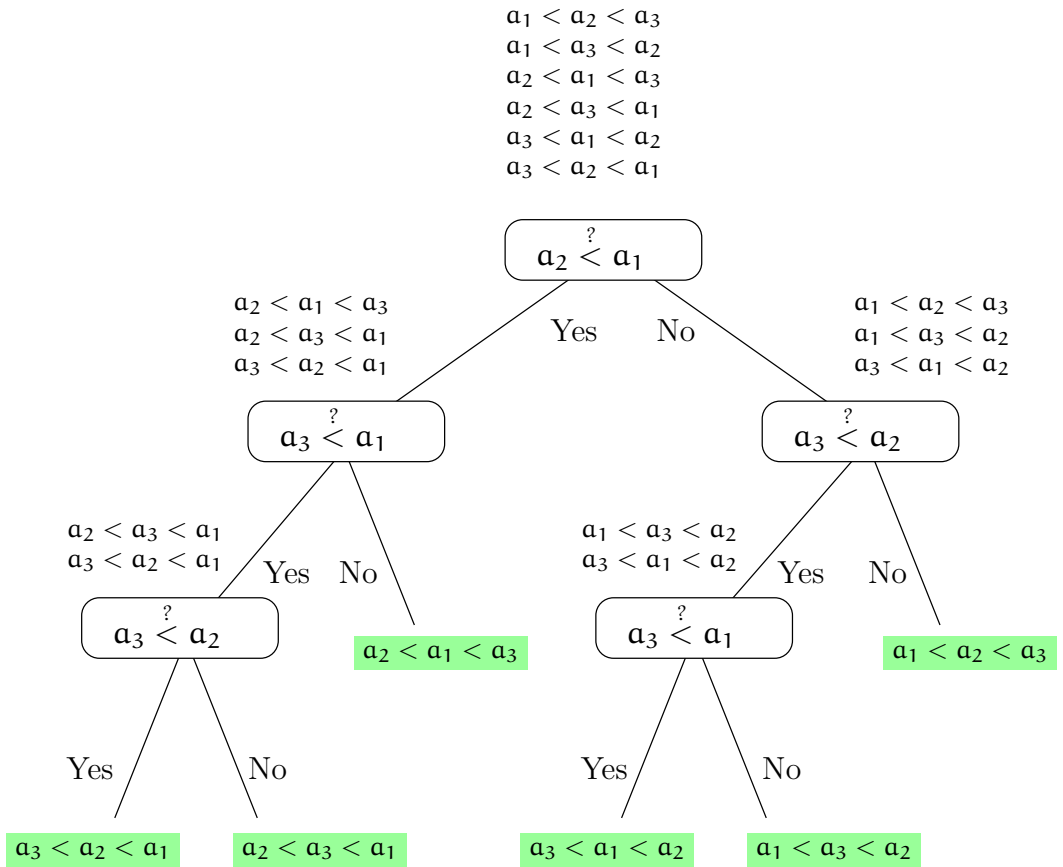 a₁ < a₂ < a₃
a₁ < a₃ < a₂
a₂ < a₁ < a₃
a₂ < a₃ < a₁
a₃ < a₁ < a₂
a₃ < a₂ < a₁
?
a₂ < a₁
a₂ < a₁ < a₃
a₂ < a₃ < a₁
a₃ < a₂ < a₁
Yes No
a₁ < a₂ < a₃
a₁ < a₃ < a₂
a₃ < a₁ < a₂
?
a₃ < a₁
?
a₃ < a₂
a₂ < a₃ < a₁
a₃ < a₂ < a₁
Yes No
a₁ < a₃ < a₂
a₃ < a₁ < a₂
Yes No
?
a₃ < a₂
a₂ < a₁ < a₃
?
a₃ < a₁
a₁ < a₂ < a₃
Yes No
Yes No
a₃ < a₂ < a₁
a₂ < a₃ < a₁
a₃ < a₁ < a₂
a₁ < a₃ < a₂